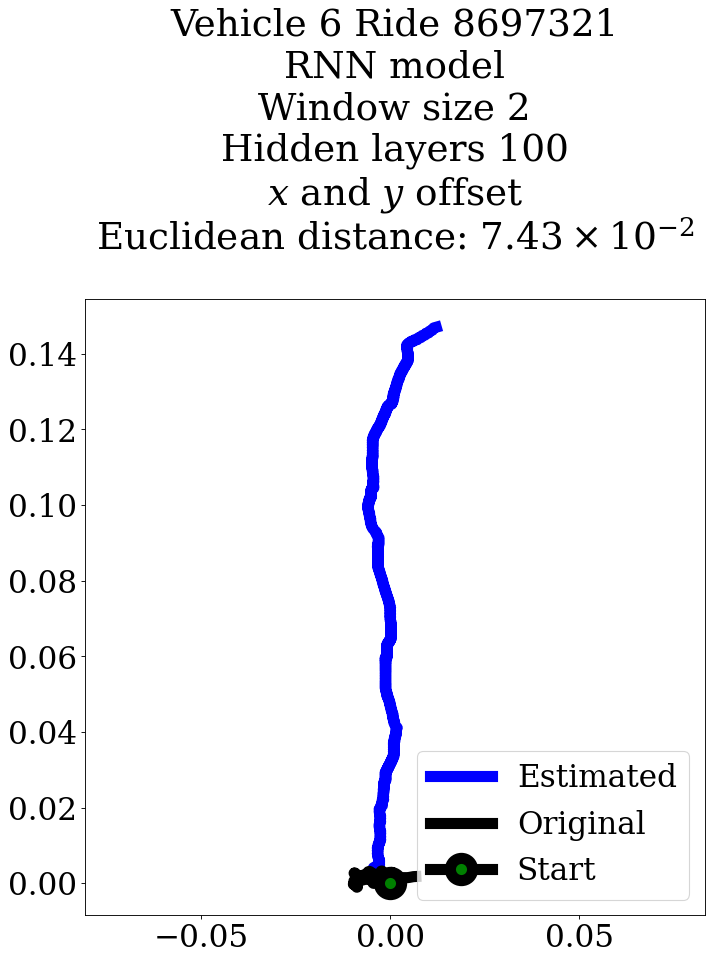 Vehicle 6 Ride 8697321
RNN model
Window size 2
Hidden layers 100
x and y offset
Euclidean distance: 7.43 × 10⁻²
0.14
0.12
0.10
0.08
0.06
0.04
0.02
0.00
Estimated
Original
Start
−0.05 0.00 0.05